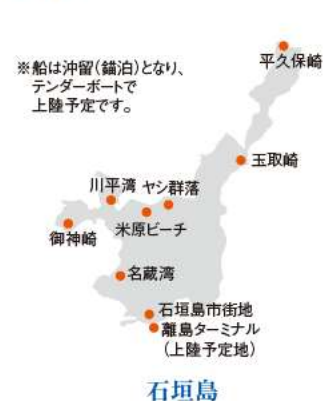 平久保崎
※船は沖留(錨泊)となり、
テンダーボートで
上陸予定です。
玉取崎
川平湾 ヤシ群落
御神崎
米原ビーチ
名蔵湾
石垣島市街地
離島ターミナル
(上陸予定地)
石垣島